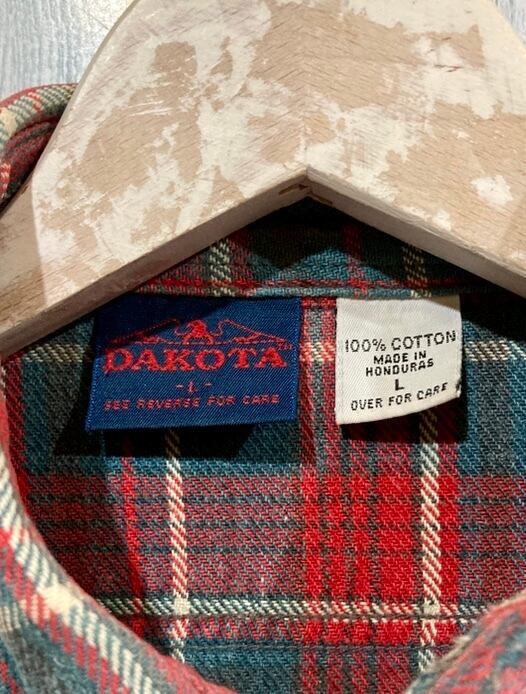 DAKOTA
-L-
SEE REVERSE FOR CARE
100% COTTON
MADE IN
HONDURAS
L
OVER FOR CARE